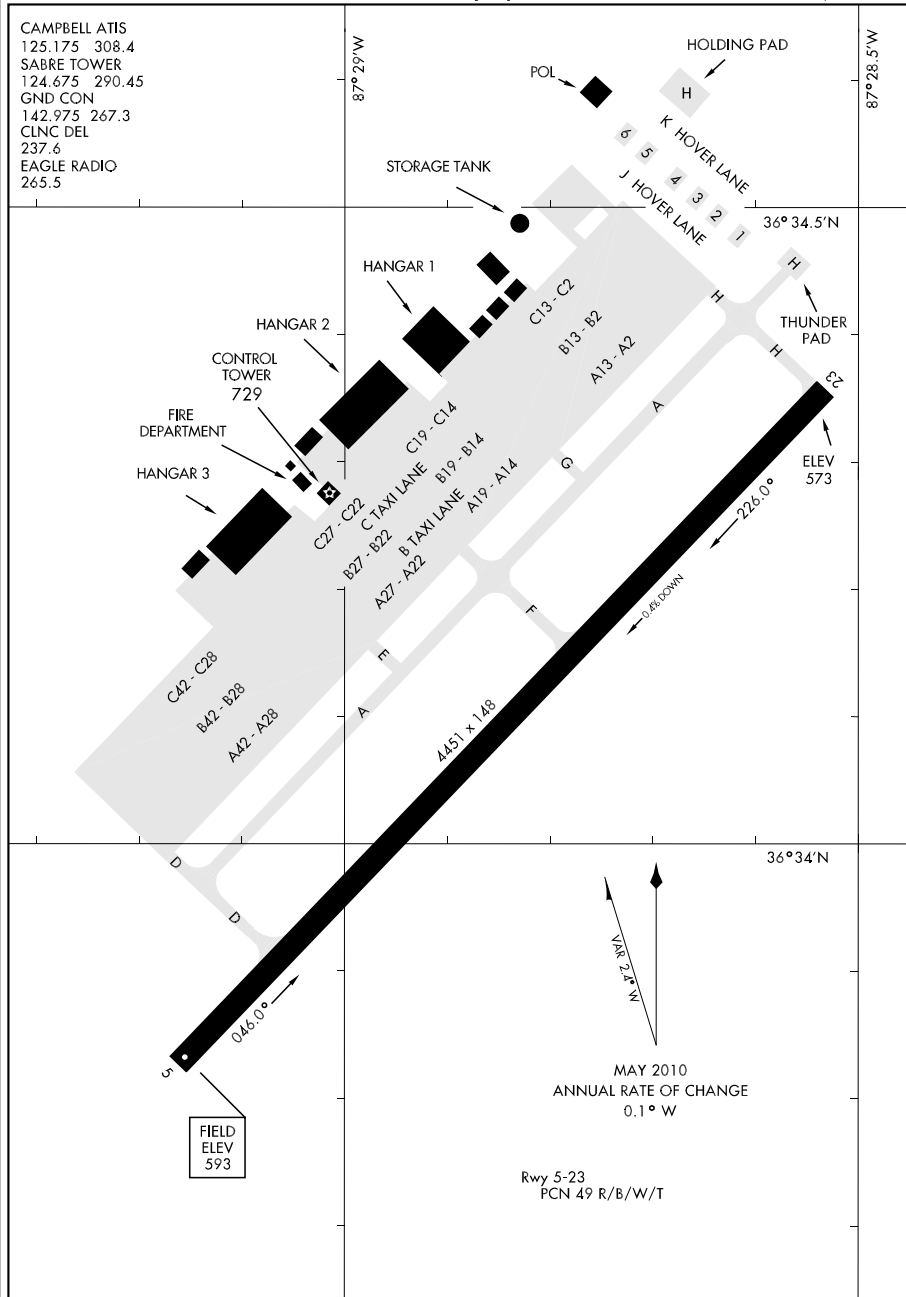 CAMPBELL ATIS
125.175 308.4
SABRE TOWER
124.675 290.45
GND CON
142.975 267.3
CLNC DEL
237.6
EAGLE RADIO
265.5
87°29'W
87°28.5'W
HOLDING PAD
POL
H
K HOVER LANE
6
5
4
3
2
1
J HOVER LANE
STORAGE TANK
36°34.5'N
H
THUNDER
PAD
HANGAR 1
HANGAR 2
CONTROL
TOWER
729
FIRE
DEPARTMENT
HANGAR 3
C13 - C2
B13 - B2
A13 - A2
H
H
23
ELEV
573
A
G
C19 - C14
B19 - B14
A19 - A14
C TAXI LANE
B TAXI LANE
C27 - C22
B27 - B22
A27 - A22
226.0°
0.4% DOWN
F
E
A
C42 - C28
B42 - B28
A42 - A28
4451 x 148
36°34'N
D
D
VAR 2.4° W
046.0°
5
FIELD
ELEV
593
MAY 2010
ANNUAL RATE OF CHANGE
0.1° W
Rwy 5-23
PCN 49 R/B/W/T